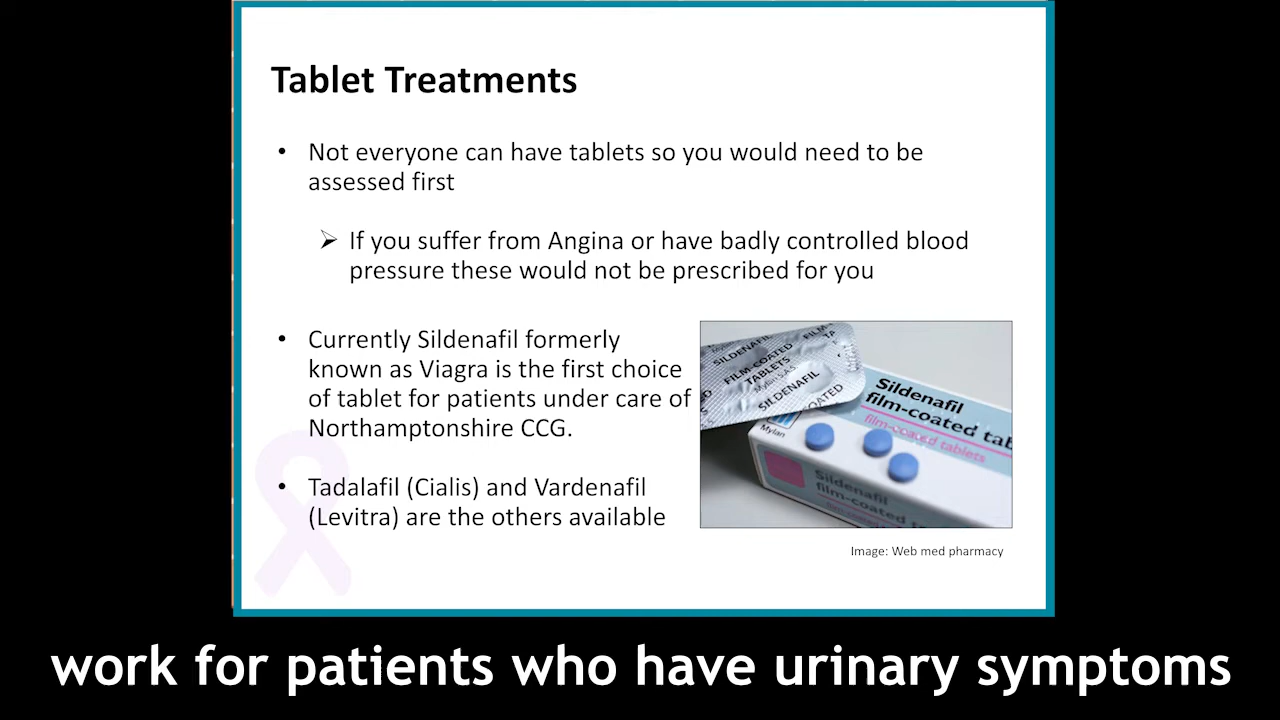 Tablet Treatments
• Not everyone can have tablets so you would need to be
assessed first
➢ If you suffer from Angina or have badly controlled blood
pressure these would not be prescribed for you
• Currently Sildenafil formerly
known as Viagra is the first choice
of tablet for patients under care of
Northamptonshire CCG.
• Tadalafil (Cialis) and Vardenafil
(Levitra) are the others available
SILDENAFIL
FILM-COATED
TABLETS
Mylan S.A.S
SILDENAFIL
Mylan
Sildenafil
film-coated tab
film-coated tablets
Sildenafil
film-coated
Image: Web med pharmacy
work for patients who have urinary symptoms